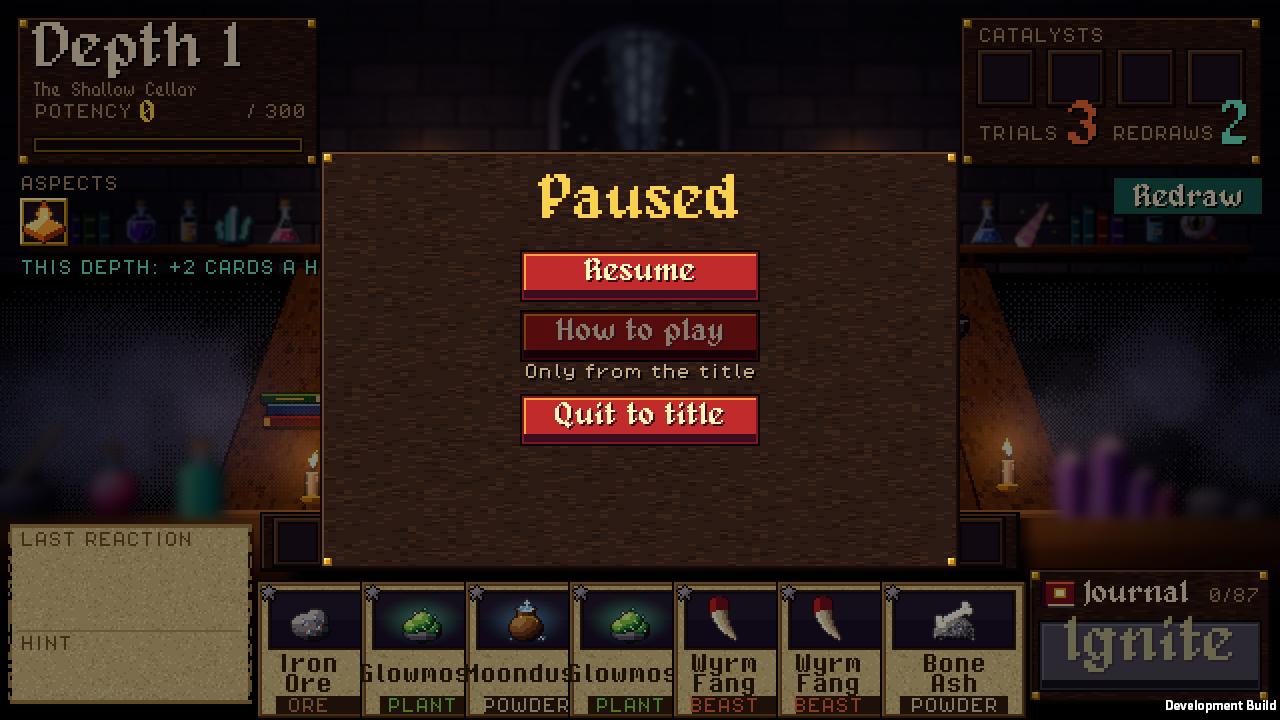 Depth 1
The Shallow Cellar
POTENCY 0 / 300
ASPECTS
THIS DEPTH: +2 CARDS A H
CATALYSTS
TRIALS 3 REDRAWS 2
Redraw
Paused
Resume
How to play
Only from the title
Quit to title
LAST REACTION
HINT
Iron
Ore
ORE
Glowmos
PLANT
Moondus
POWDER
Glowmos
PLANT
Wyrm
Fang
BEAST
Wyrm
Fang
BEAST
Bone
Ash
POWDER
Journal 0/87
Ignite
Development Build